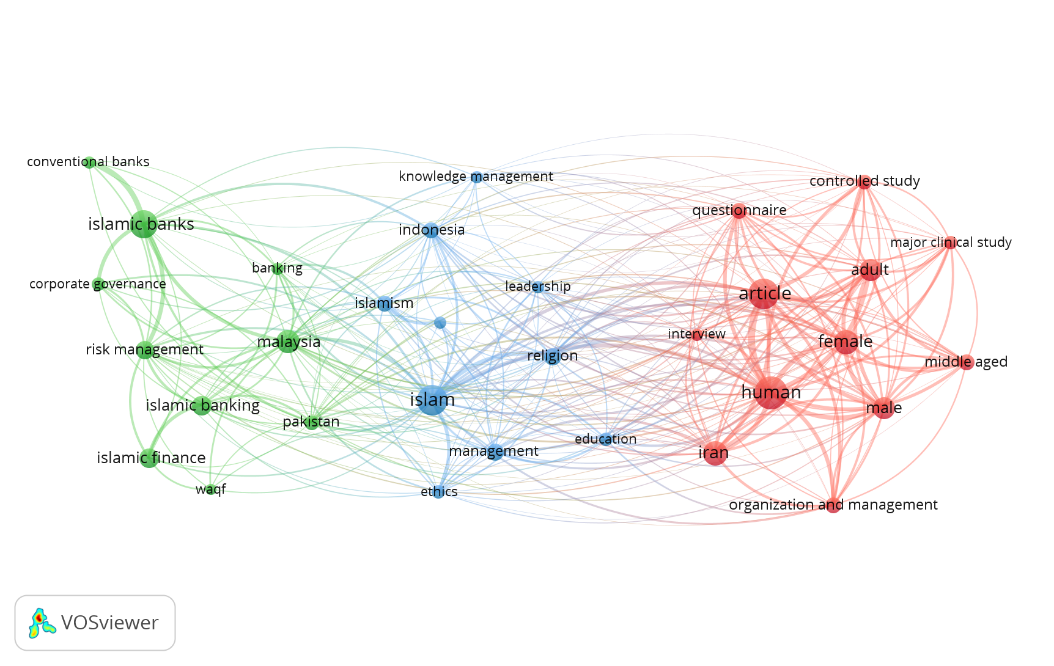 conventional banks
knowledge management
controlled study
islamic banks
indonesia
questionnaire
major clinical study
banking
adult
corporate governance
leadership
article
islamism
interview
female
risk management
malaysia
religion
middle aged
human
islamic banking
islam
male
pakistan
education
islamic finance
management
iran
waqf
ethics
organization and management
VOSviewer